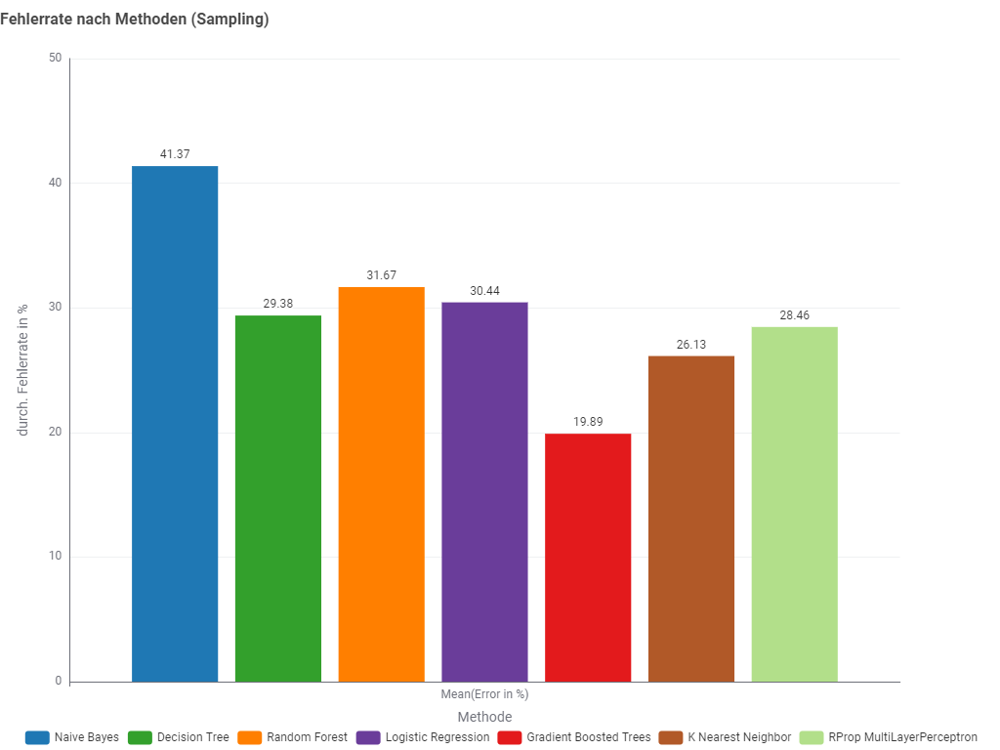 Fehlerrate nach Methoden (Sampling)
50
40
30
20
10
0
durch. Fehlerrate in %
41.37
29.38
31.67
30.44
19.89
26.13
28.46
Mean(Error in %)
Methode
Naive Bayes Decision Tree Random Forest Logistic Regression Gradient Boosted Trees K Nearest Neighbor RProp MultiLayerPerceptron